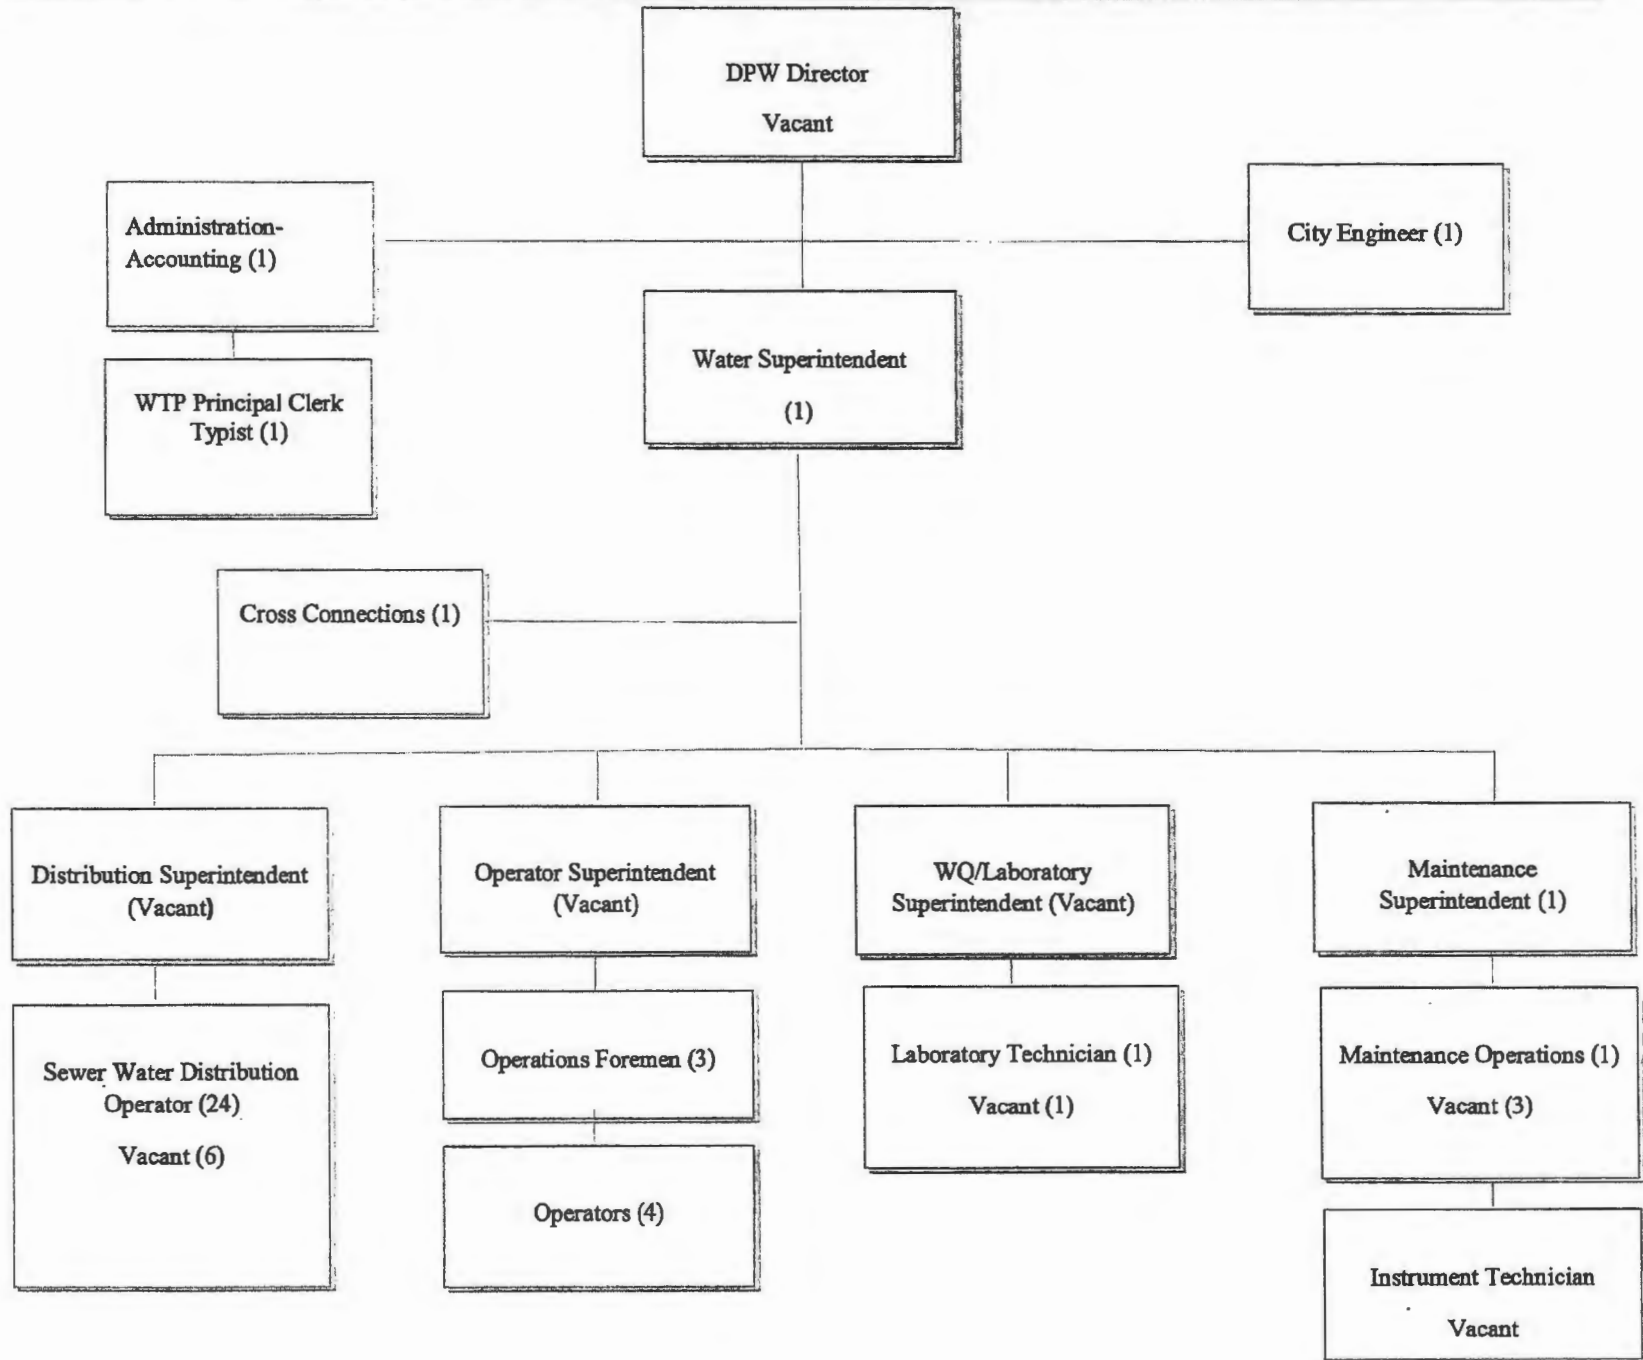 DPW Director
Vacant
Administration-
Accounting (1)
City Engineer (1)
WTP Principal Clerk
Typist (1)
Water Superintendent
(1)
Cross Connections (1)
Distribution Superintendent
(Vacant)
Operator Superintendent
(Vacant)
WQ/Laboratory
Superintendent (Vacant)
Maintenance
Superintendent (1)
Sewer Water Distribution
Operator (24)
Vacant (6)
Operations Foremen (3)
Operators (4)
Laboratory Technician (1)
Vacant (1)
Maintenance Operations (1)
Vacant (3)
Instrument Technician
Vacant